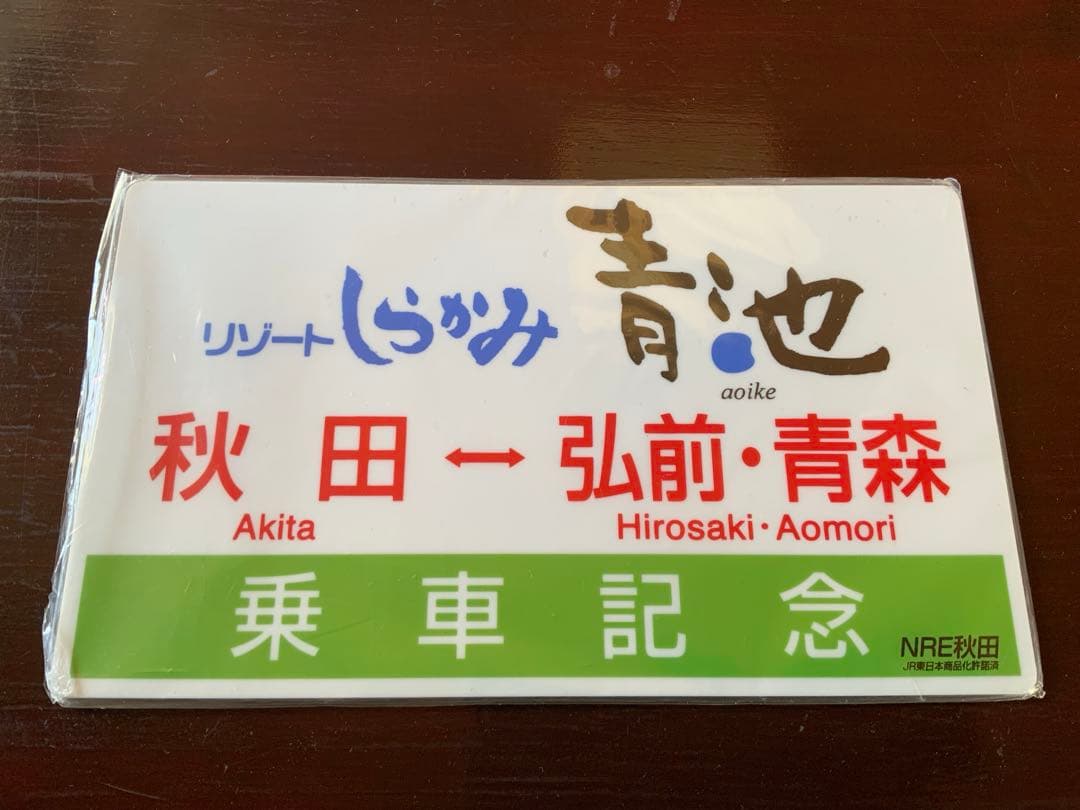 リゾートしらかみ 青池
aoike
秋田 ↔ 弘前・青森
Akita Hirosaki・Aomori
乗車記念
NRE秋田
JR東日本商品化許諾済